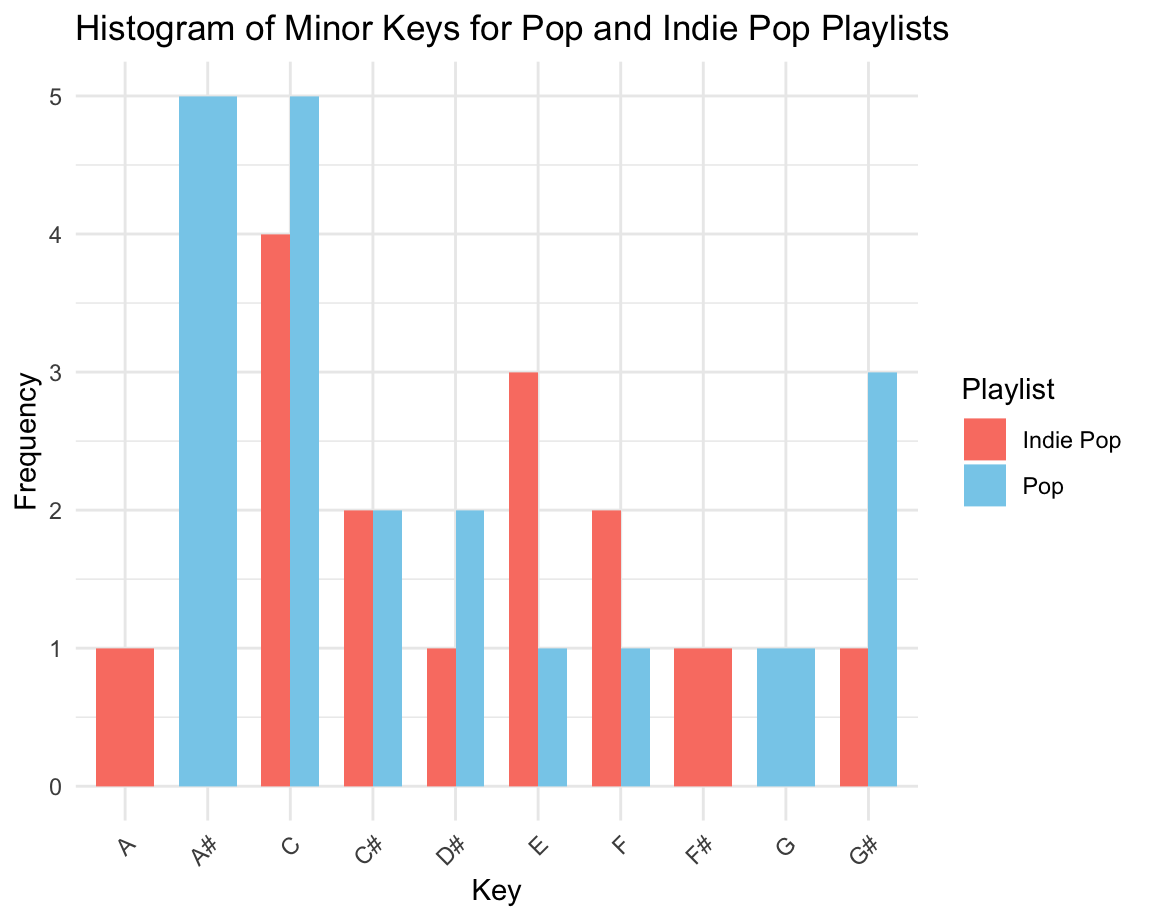 Histogram of Minor Keys for Pop and Indie Pop Playlists
5
4
3
2
1
0
Frequency
A
A#
C
C#
D#
E
F
F#
G
G#
Key
Playlist
Indie Pop
Pop